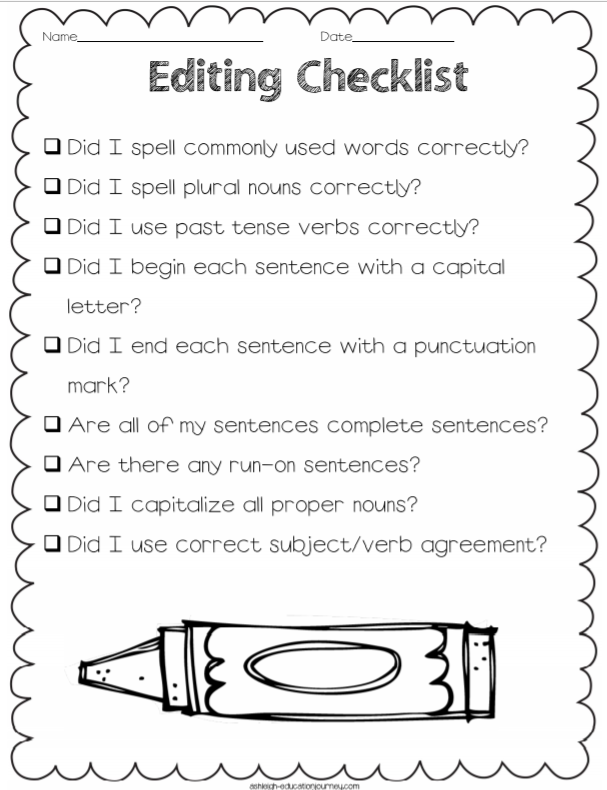 Name Date
Editing Checklist
Did I spell commonly used words correctly?
Did I spell plural nouns correctly?
Did I use past tense verbs correctly?
Did I begin each sentence with a capital
letter?
Did I end each sentence with a punctuation
mark?
Are all of my sentences complete sentences?
Are there any run-on sentences?
Did I capitalize all proper nouns?
Did I use correct subject/verb agreement?
ashleigh-educationjourney.com